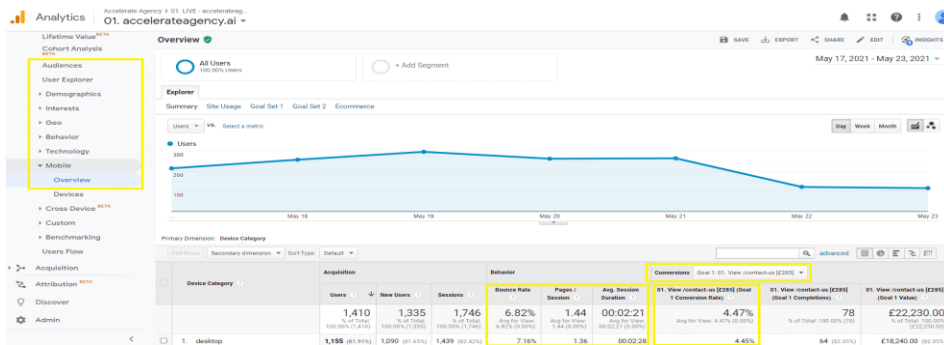 Analytics
Accelerate Agency > 01. LIVE - accelerateag...
01. accelerateagency.ai
Lifetime Value BETA
Cohort Analysis BETA
Audiences
User Explorer
Demographics
Interests
Geo
Behavior
Technology
Mobile
Overview
Devices
Cross Device BETA
Custom
Benchmarking
Users Flow
Acquisition
Attribution BETA
Discover
Admin
Overview
SAVE EXPORT SHARE EDIT INSIGHTS
All Users
100.00% Users
+ Add Segment
May 17, 2021 - May 23, 2021
Explorer
Summary Site Usage Goal Set 1 Goal Set 2 Ecommerce
Users VS. Select a metric
Day Week Month
Users
300
200
100
May 18 May 19 May 20 May 21 May 22 May 23
Primary Dimension: Device Category
Plot Rows Secondary dimension Sort Type: Default
advanced
Device Category
Acquisition Behavior Conversions Goal 1: 01. View /contact-us [£285]
Users New Users Sessions Bounce Rate Pages / Session Avg. Session Duration 01. View /contact-us [£285] (Goal 1 Conversion Rate) 01. View /contact-us [£285] (Goal 1 Completions) 01. View /contact-us [£285] (Goal 1 Value)
1,410 1,335 1,746 6.82% 1.44 00:02:21 4.47% 78 £22,230.00
% of Total: 100.00% (1,410) % of Total: 100.00% (1,335) % of Total: 100.00% (1,746) Avg for View: 6.82% (0.00%) Avg for View: 1.44 (0.00%) Avg for View: 00:02:21 (0.00%) Avg for View: 4.47% (0.00%) % of Total: 100.00% (78) % of Total: 100.00% (£22,230.00)
1. desktop 1,155 (81.91%) 1,090 (81.65%) 1,439 (82.42%) 7.16% 1.36 00:02:28 4.45% 64 (82.05%) £18,240.00